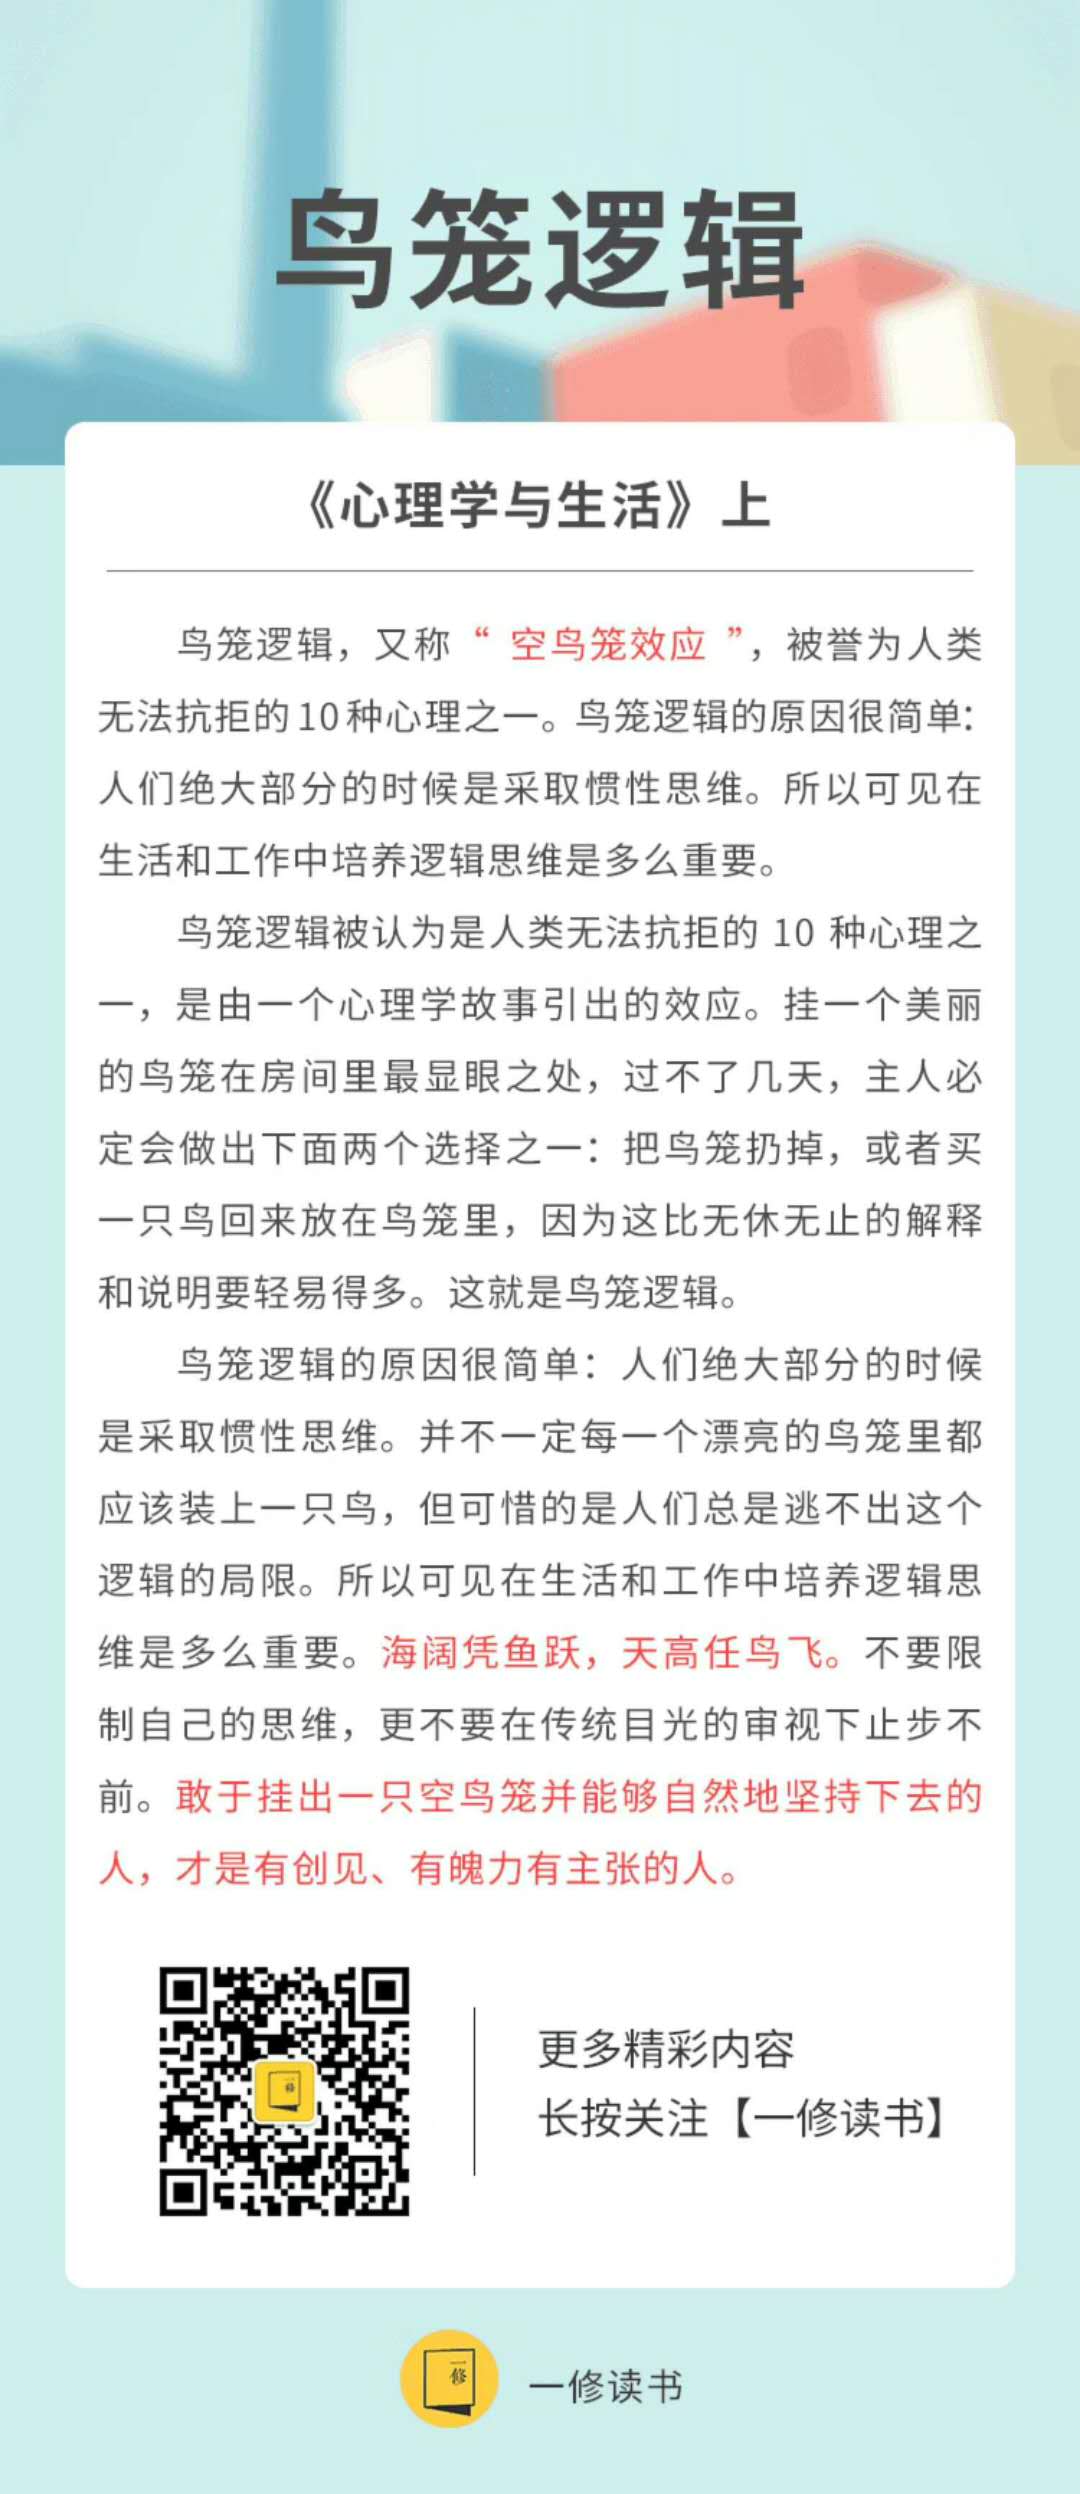 鸟笼逻辑
《心理学与生活》上
鸟笼逻辑，又称“ 空鸟笼效应 ”，被誉为人类
无法抗拒的10种心理之一。鸟笼逻辑的原因很简单：
人们绝大部分的时候是采取惯性思维。所以可见在
生活和工作中培养逻辑思维是多么重要。
鸟笼逻辑被认为是人类无法抗拒的 10 种心理之
一，是由一个心理学故事引出的效应。挂一个美丽
的鸟笼在房间里最显眼之处，过不了几天，主人必
定会做出下面两个选择之一：把鸟笼扔掉，或者买
一只鸟回来放在鸟笼里，因为这比无休无止的解释
和说明要轻易得多。这就是鸟笼逻辑。
鸟笼逻辑的原因很简单：人们绝大部分的时候
是采取惯性思维。并不一定每一个漂亮的鸟笼里都
应该装上一只鸟，但可惜的是人们总是逃不出这个
逻辑的局限。所以可见在生活和工作中培养逻辑思
维是多么重要。海阔凭鱼跃，天高任鸟飞。不要限
制自己的思维，更不要在传统目光的审视下止步不
前。敢于挂出一只空鸟笼并能够自然地坚持下去的
人，才是有创见、有魄力有主张的人。
一修
更多精彩内容
长按关注【一修读书】
一修
一修读书